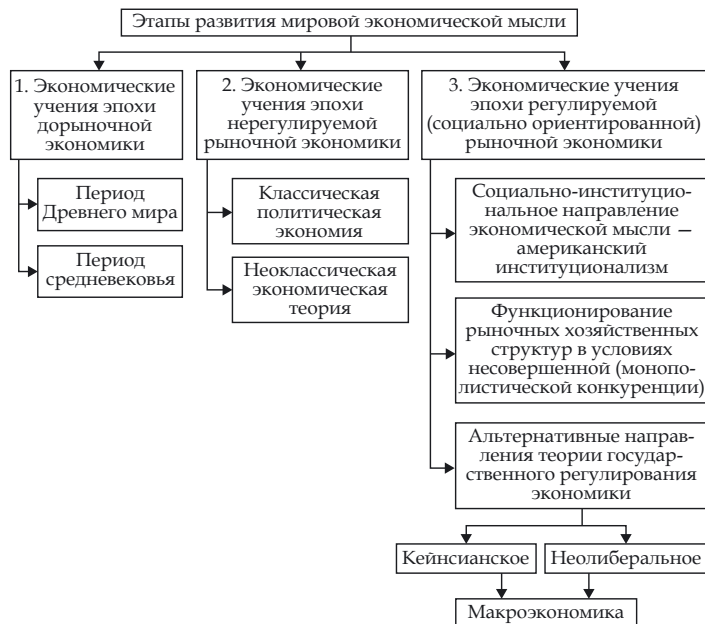 Этапы развития мировой экономической мысли
1. Экономические
учения эпохи
дорыночной
экономики
Период
Древнего мира
Период
средневековья
2. Экономические
учения эпохи
нерегулируемой
рыночной экономики
Классическая
политическая
экономия
Неоклассическая
экономическая
теория
3. Экономические учения
эпохи регулируемой
(социально ориентированной)
рыночной экономики
Социально-институцио-
нальное направление
экономической мысли —
американский
институционализм
Функционирование
рыночных хозяйственных
структур в условиях
несовершенной (монопо-
листической конкуренции)
Альтернативные направ-
ления теории государ-
ственного регулирования
экономики
Кейнсианское
Неолиберальное
Макроэкономика